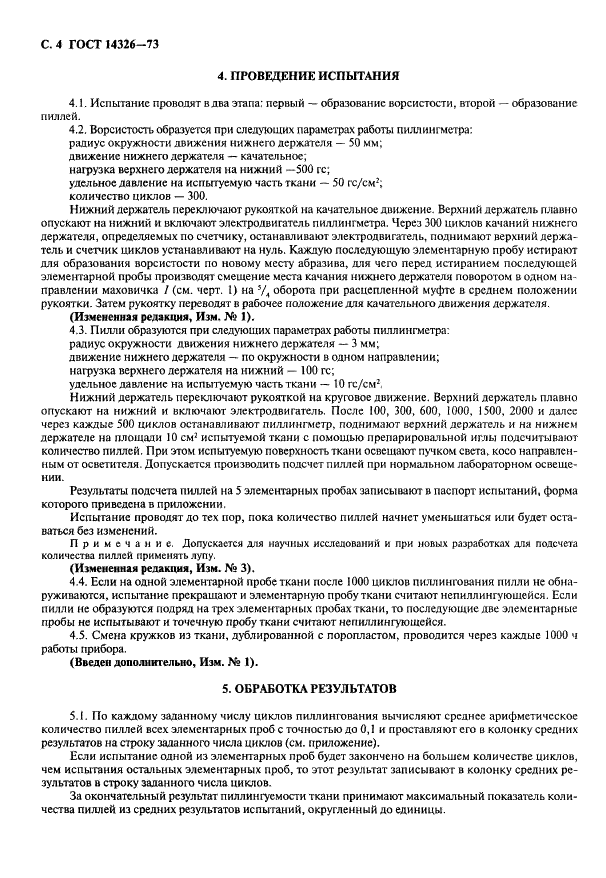 С. 4 ГОСТ 14326—73
4. ПРОВЕДЕНИЕ ИСПЫТАНИЯ
4.1. Испытание проводят в два этапа: первый — образование ворсистости, второй — образование
пиллей.
4.2. Ворсистость образуется при следующих параметрах работы пиллингметра:
радиус окружности движения нижнего держателя — 50 мм;
движение нижнего держателя — качательное;
нагрузка верхнего держателя на нижний —500 гс;
удельное давление на испытуемую часть ткани — 50 гс/см²;
количество циклов — 300.
Нижний держатель переключают рукояткой на качательное движение. Верхний держатель плавно
опускают на нижний и включают электродвигатель пиллингметра. Через 300 циклов качаний нижнего
держателя, определяемых по счетчику, останавливают электродвигатель, поднимают верхний держа-
тель и счетчик циклов устанавливают на нуль. Каждую последующую элементарную пробу истирают
для образования ворсистости по новому месту абразива, для чего перед истиранием последующей
элементарной пробы производят смещение места качания нижнего держателя поворотом в одном на-
правлении маховичка 1 (см. черт. 1) на ⁵/₄ оборота при расцепленной муфте в среднем положении
рукоятки. Затем рукоятку переводят в рабочее положение для качательного движения держателя.
(Измененная редакция, Изм. № 1).
4.3. Пилли образуются при следующих параметрах работы пиллингметра:
радиус окружности движения нижнего держателя — 3 мм;
движение нижнего держателя — по окружности в одном направлении;
нагрузка верхнего держателя на нижний — 100 гс;
удельное давление на испытуемую часть ткани — 10 гс/см².
Нижний держатель переключают рукояткой на круговое движение. Верхний держатель плавно
опускают на нижний и включают электродвигатель. После 100, 300, 600, 1000, 1500, 2000 и далее
через каждые 500 циклов останавливают пиллингметр, поднимают верхний держатель и на нижнем
держателе на площади 10 см² испытуемой ткани с помощью препарировальной иглы подсчитывают
количество пиллей. При этом испытуемую поверхность ткани освещают пучком света, косо направлен-
ным от осветителя. Допускается производить подсчет пиллей при нормальном лабораторном освеще-
нии.
Результаты подсчета пиллей на 5 элементарных пробах записывают в паспорт испытаний, форма
которого приведена в приложении.
Испытание проводят до тех пор, пока количество пиллей начнет уменьшаться или будет оста-
ваться без изменений.
Примечание. Допускается для научных исследований и при новых разработках для подсчета
количества пиллей применять лупу.
(Измененная редакция, Изм. № 3).
4.4. Если на одной элементарной пробе ткани после 1000 циклов пиллингования пилли не обна-
руживаются, испытание прекращают и элементарную пробу ткани считают непиллингующейся. Если
пилли не образуются подряд на трех элементарных пробах ткани, то последующие две элементарные
пробы не испытывают и точечную пробу ткани считают непиллингующейся.
4.5. Смена кружков из ткани, дублированной с поропластом, проводится через каждые 1000 ч
работы прибора.
(Введен дополнительно, Изм. № 1).
5. ОБРАБОТКА РЕЗУЛЬТАТОВ
5.1. По каждому заданному числу циклов пиллингования вычисляют среднее арифметическое
количество пиллей всех элементарных проб с точностью до 0,1 и проставляют его в колонку средних
результатов на строку заданного числа циклов (см. приложение).
Если испытание одной из элементарных проб будет закончено на большем количестве циклов,
чем испытания остальных элементарных проб, то этот результат записывают в колонку средних ре-
зультатов в строку заданного числа циклов.
За окончательный результат пиллингуемости ткани принимают максимальный показатель коли-
чества пиллей из средних результатов испытаний, округленный до единицы.